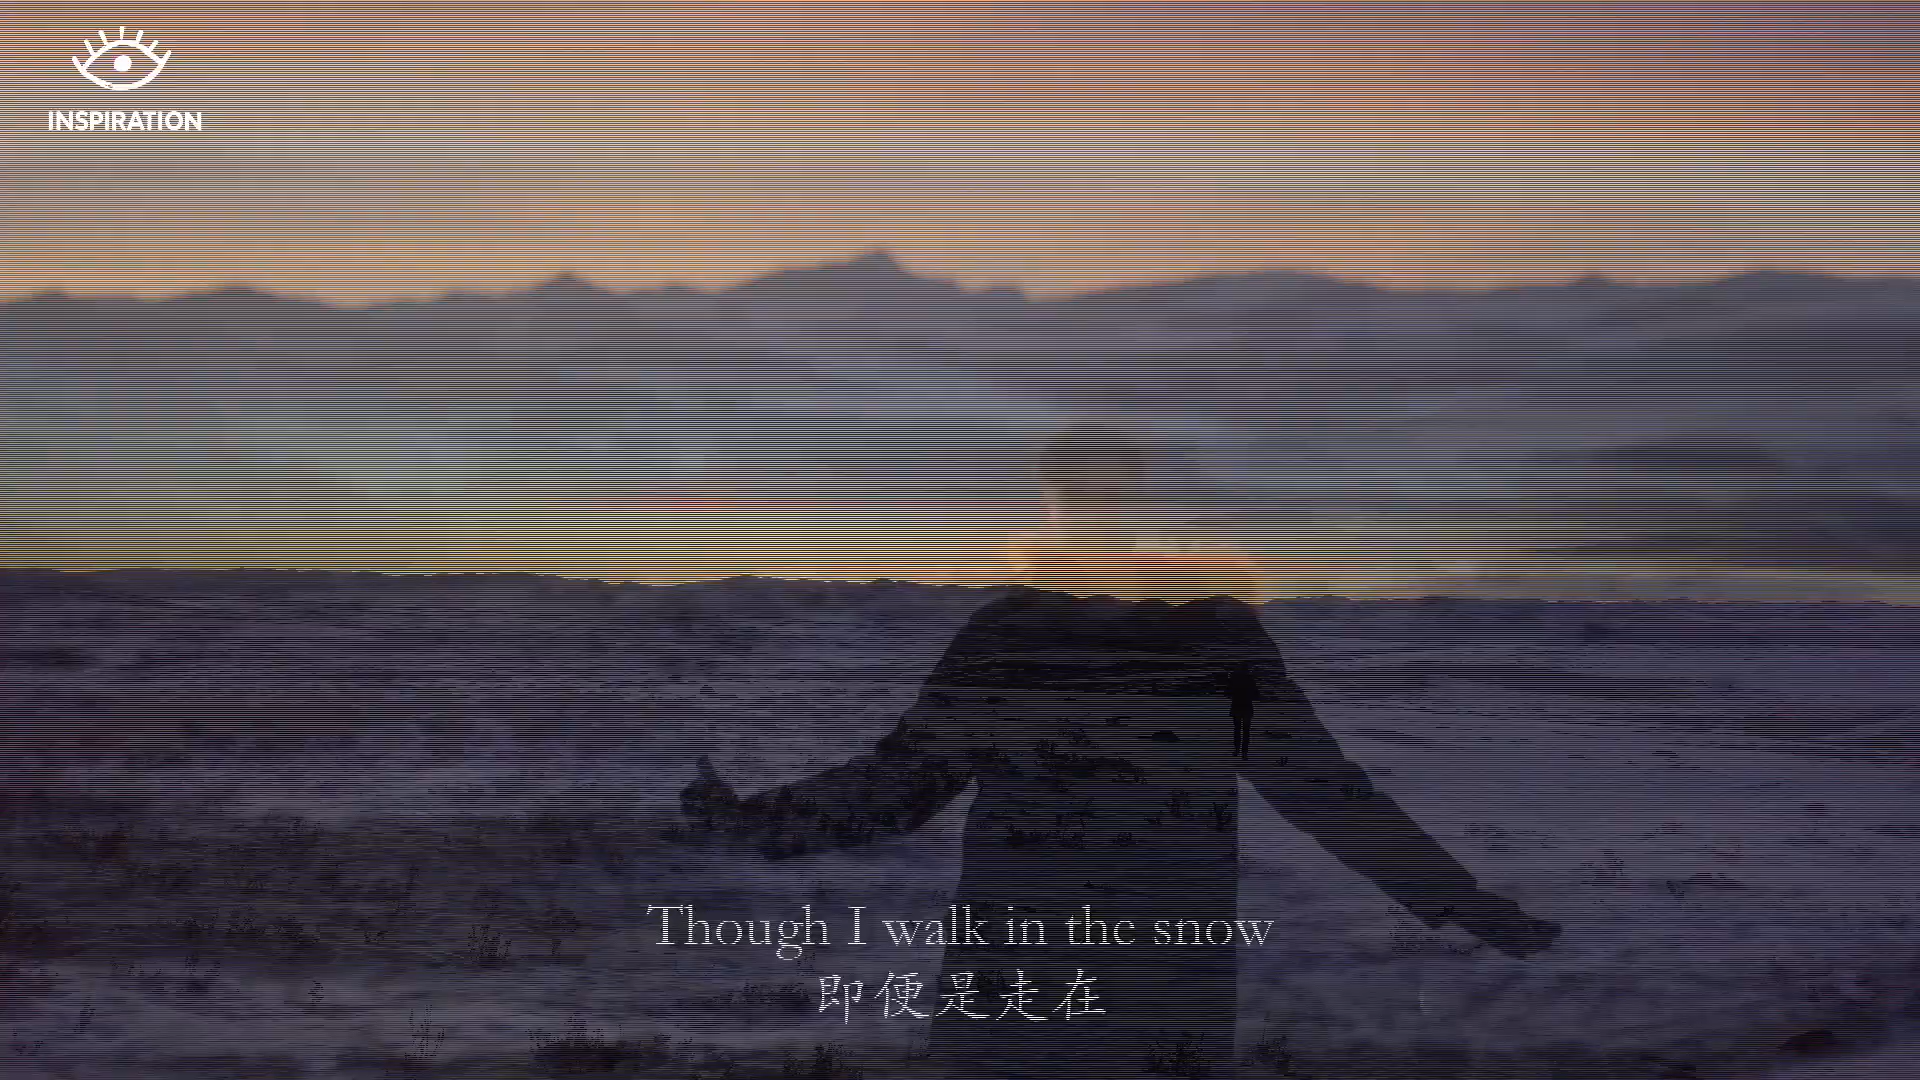 INSPIRATION
Though I walk in the snow
即便是走在